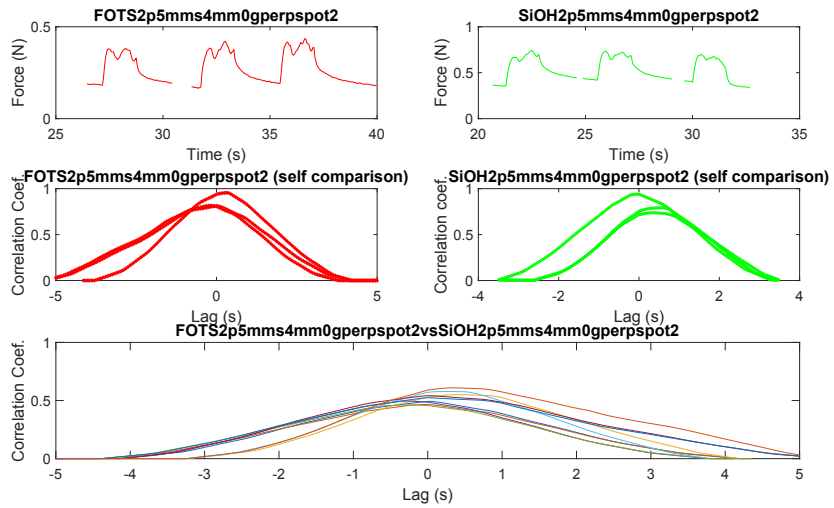 FOTS2p5mms4mm0gperpspot2
Force (N)
0.5
0
25
30
35
40
Time (s)
SiOH2p5mms4mm0gperpspot2
Force (N)
1
0.5
0
20
25
30
35
Time (s)
FOTS2p5mms4mm0gperpspot2 (self comparison)
Correlation Coef.
1
0.5
0
-5
0
5
Lag (s)
SiOH2p5mms4mm0gperpspot2 (self comparison)
Correlation Coef.
1
0.5
0
-4
-2
0
2
4
Lag (s)
FOTS2p5mms4mm0gperpspot2vsSiOH2p5mms4mm0gperpspot2
Correlation Coef.
1
0.5
0
-5
-4
-3
-2
-1
0
1
2
3
4
5
Lag (s)